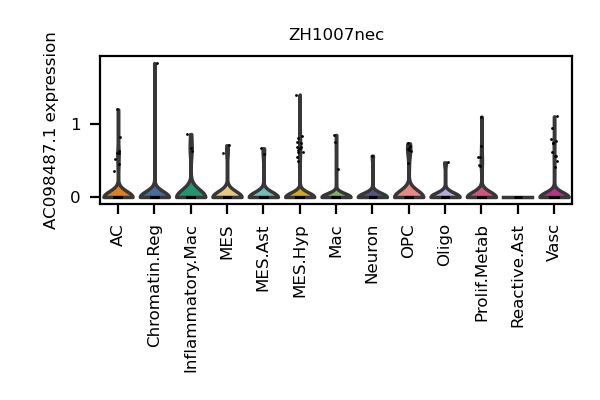 ZH1007nec
AC098487.1 expression
1
0
AC
Chromatin.Reg
Inflammatory.Mac
MES
MES.Ast
MES.Hyp
Mac
Neuron
OPC
Oligo
Prolif.Metab
Reactive.Ast
Vasc